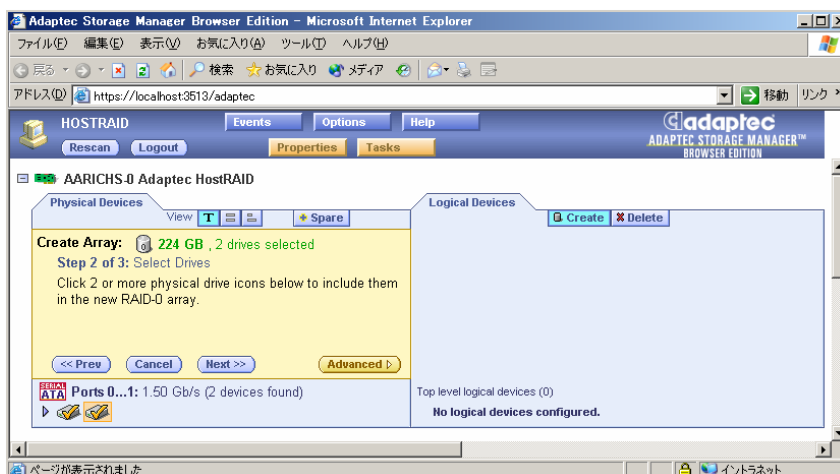 Adaptec Storage Manager Browser Edition - Microsoft Internet Explorer
ファイル(F) 編集(E) 表示(V) お気に入り(A) ツール(T) ヘルプ(H)
戻る 検索 お気に入り メディア
アドレス(D) https://localhost:3513/adaptec 移動 リンク »
HOSTRAID Events Options Help adaptec
Rescan Logout Properties Tasks ADAPTEC STORAGE MANAGER™
BROWSER EDITION
AARICHS-0 Adaptec HostRAID
Physical Devices
View T + Spare
Create Array: 224 GB , 2 drives selected
Step 2 of 3: Select Drives
Click 2 or more physical drive icons below to include them
in the new RAID-0 array.
<< Prev Cancel Next >> Advanced
SERIAL ATA Ports 0...1: 1.50 Gb/s (2 devices found)
Logical Devices
Create Delete
Top level logical devices (0)
No logical devices configured.
ページが表示されました イントラネット